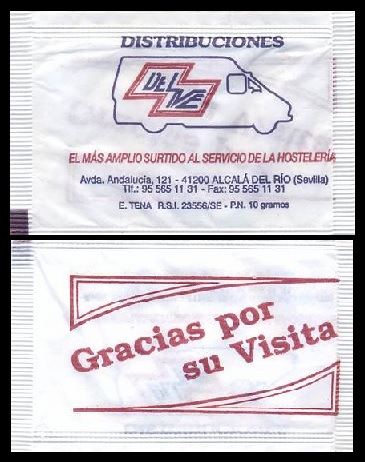 DISTRIBUCIONES
DELIVE
EL MÁS AMPLIO SURTIDO AL SERVICIO DE LA HOSTELERÍA
Avda. Andalucía, 121 - 41200 ALCALÁ DEL RÍO (Sevilla)
Tlf.: 95 565 11 31 - Fax: 95 565 11 31
E. TENA R.S.I. 23556/SE - P.N. 10 gramos
Gracias por
su Visita